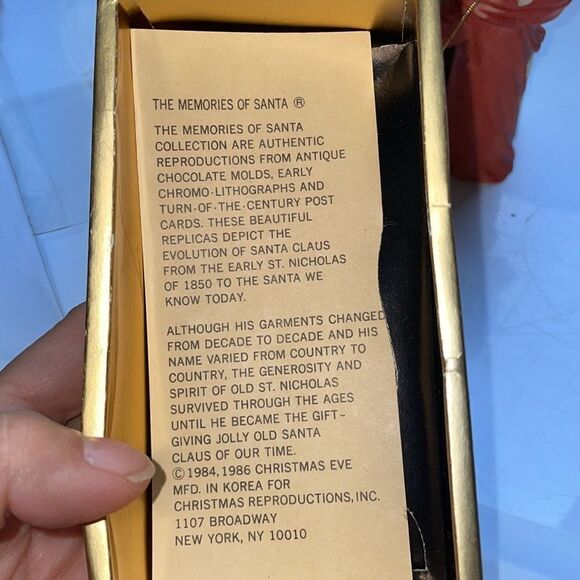 THE MEMORIES OF SANTA ®
THE MEMORIES OF SANTA
COLLECTION ARE AUTHENTIC
REPRODUCTIONS FROM ANTIQUE
CHOCOLATE MOLDS, EARLY
CHROMO-LITHOGRAPHS AND
TURN-OF-THE-CENTURY POST
CARDS. THESE BEAUTIFUL
REPLICAS DEPICT THE
EVOLUTION OF SANTA CLAUS
FROM THE EARLY ST. NICHOLAS
OF 1850 TO THE SANTA WE
KNOW TODAY.
ALTHOUGH HIS GARMENTS CHANGED
FROM DECADE TO DECADE AND HIS
NAME VARIED FROM COUNTRY TO
COUNTRY, THE GENEROSITY AND
SPIRIT OF OLD ST. NICHOLAS
SURVIVED THROUGH THE AGES
UNTIL HE BECAME THE GIFT-
GIVING JOLLY OLD SANTA
CLAUS OF OUR TIME.
© 1984, 1986 CHRISTMAS EVE
MFD. IN KOREA FOR
CHRISTMAS REPRODUCTIONS, INC.
1107 BROADWAY
NEW YORK, NY 10010